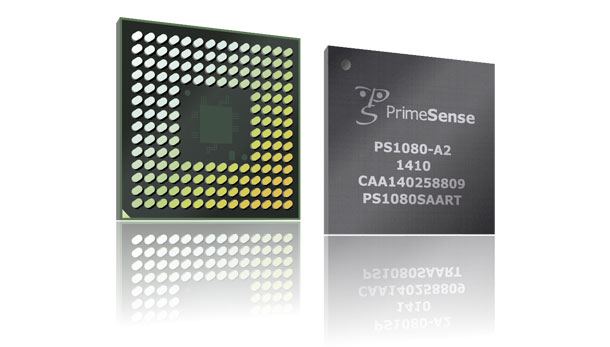 PrimeSense
PS1080-A2
1410
CAA140258809
PS1080SAART